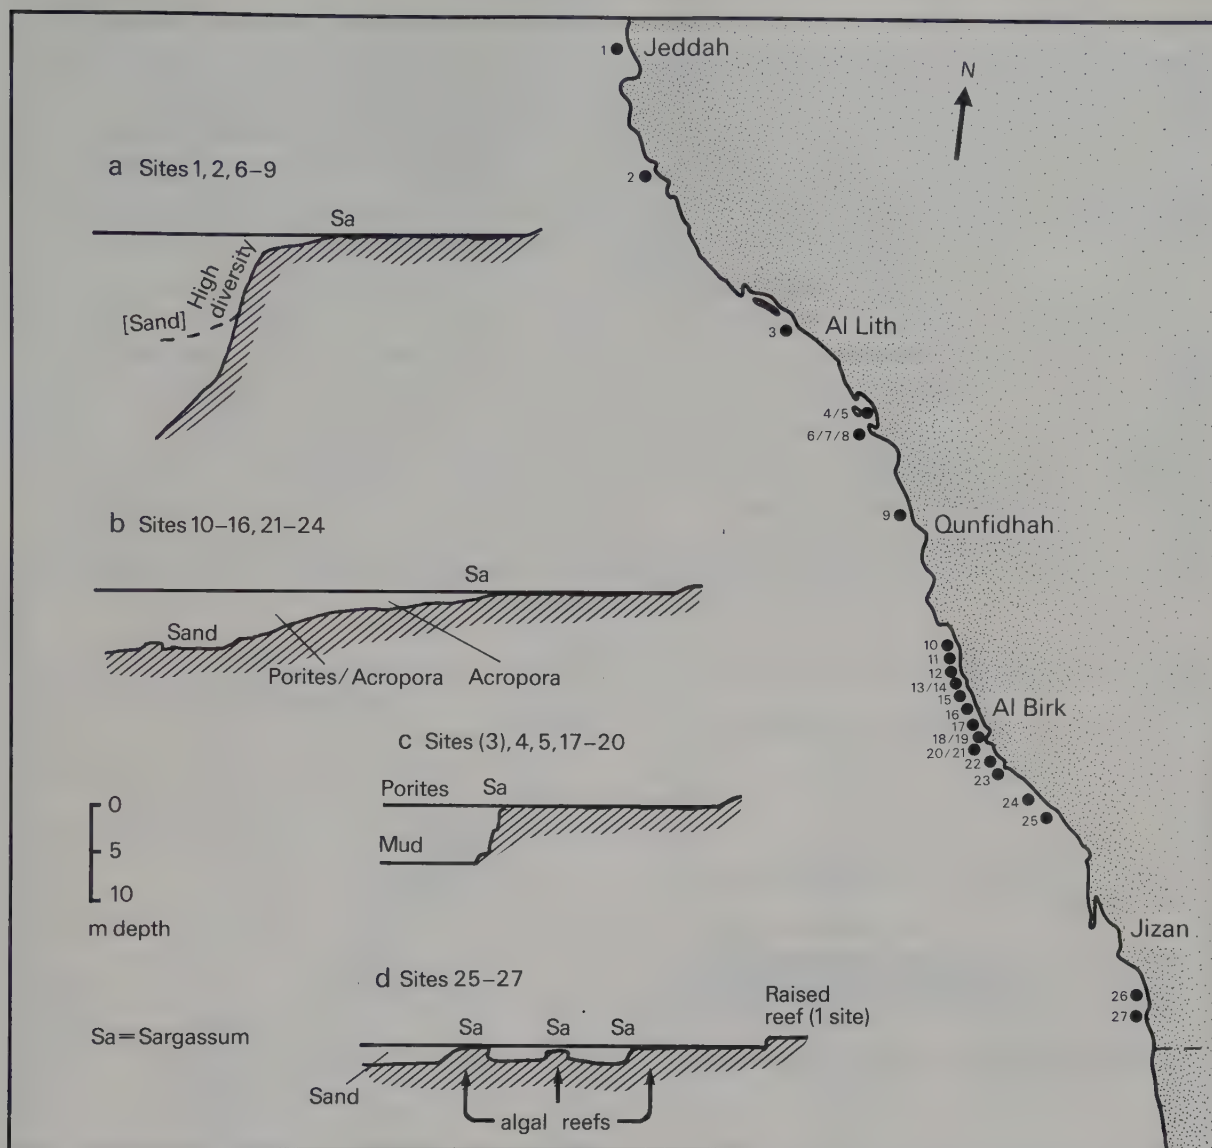 1 Jeddah
N
a Sites 1, 2, 6–9
2
Sa
High
diversity
[Sand]
3 Al Lith
4/5
6/7/8
b Sites 10–16, 21–24
9 Qunfidhah
Sa
Sand
Porites/Acropora Acropora
10
11
12
13/14
15
16
Al Birk
17
18/19
20/21
22
23
24
25
c Sites (3), 4, 5, 17–20
Porites Sa
Mud
0
5
10
m depth
Jizan
d Sites 25–27
Raised
reef (1 site)
26
27
Sa=Sargassum
Sa Sa Sa
Sand
algal reefs